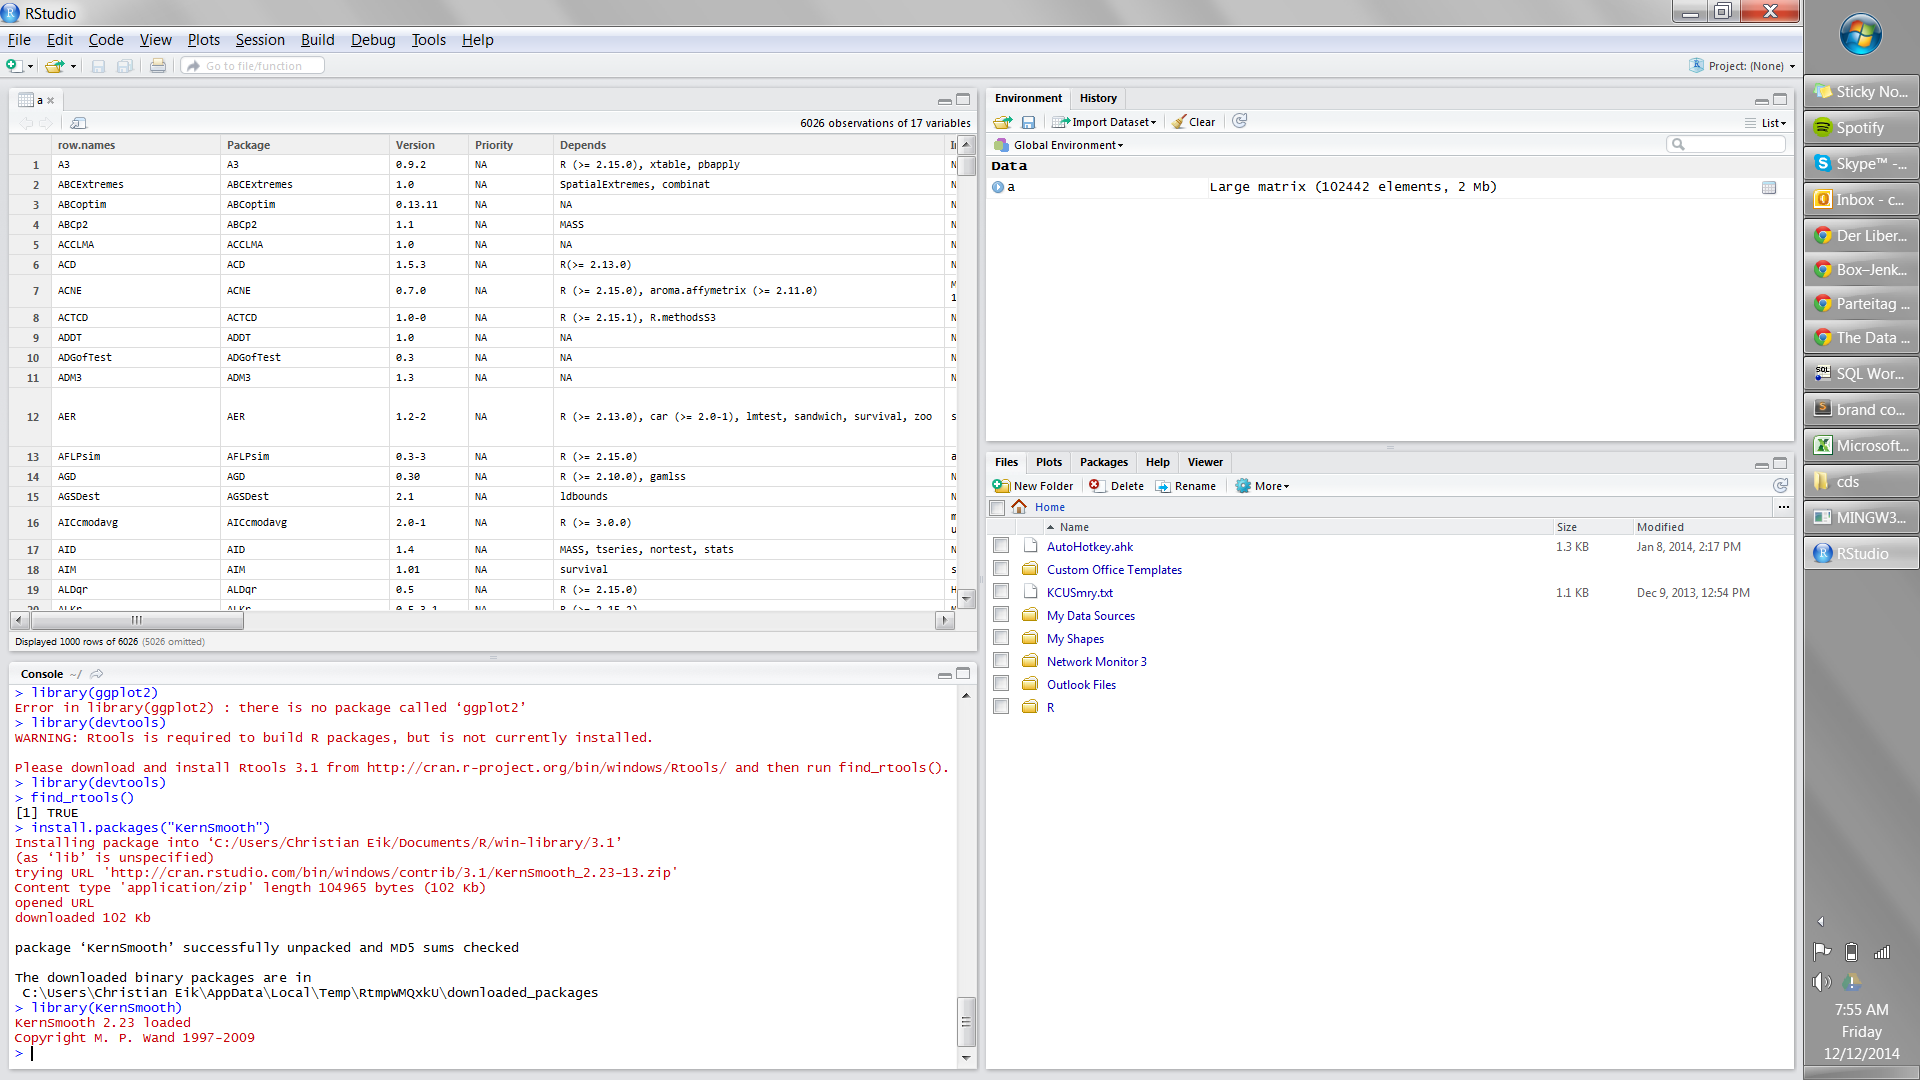 RStudio
File Edit Code View Plots Session Build Debug Tools Help
Go to file/function
Project: (None)
a
6026 observations of 17 variables
row.names Package Version Priority Depends
1 A3 A3 0.9.2 NA R (>= 2.15.0), xtable, pbapply
2 ABCExtremes ABCExtremes 1.0 NA SpatialExtremes, combinat
3 ABCoptim ABCoptim 0.13.11 NA NA
4 ABCp2 ABCp2 1.1 NA MASS
5 ACCLMA ACCLMA 1.0 NA NA
6 ACD ACD 1.5.3 NA R(>= 2.13.0)
7 ACNE ACNE 0.7.0 NA R (>= 2.15.0), aroma.affymetrix (>= 2.11.0)
8 ACTCD ACTCD 1.0-0 NA R (>= 2.15.1), R.methodsS3
9 ADDT ADDT 1.0 NA NA
10 ADGofTest ADGofTest 0.3 NA NA
11 ADM3 ADM3 1.3 NA NA
12 AER AER 1.2-2 NA R (>= 2.13.0), car (>= 2.0-1), lmtest, sandwich, survival, zoo
13 AFLPsim AFLPsim 0.3-3 NA R (>= 2.15.0)
14 AGD AGD 0.30 NA R (>= 2.10.0), gamlss
15 AGSDest AGSDest 2.1 NA ldbounds
16 AICcmodavg AICcmodavg 2.0-1 NA R (>= 3.0.0)
17 AID AID 1.4 NA MASS, tseries, nortest, stats
18 AIM AIM 1.01 NA survival
19 ALDqr ALDqr 0.5 NA R (>= 2.15.0)
Displayed 1000 rows of 6026 (5026 omitted)
Console ~/
> library(ggplot2)
Error in library(ggplot2) : there is no package called ‘ggplot2’
> library(devtools)
WARNING: Rtools is required to build R packages, but is not currently installed.
Please download and install Rtools 3.1 from http://cran.r-project.org/bin/windows/Rtools/ and then run find_rtools().
> library(devtools)
> find_rtools()
[1] TRUE
> install.packages("KernSmooth")
Installing package into ‘C:/Users/Christian Eik/Documents/R/win-library/3.1’
(as ‘lib’ is unspecified)
trying URL 'http://cran.rstudio.com/bin/windows/contrib/3.1/KernSmooth_2.23-13.zip'
Content type 'application/zip' length 104965 bytes (102 Kb)
opened URL
downloaded 102 Kb
package ‘KernSmooth’ successfully unpacked and MD5 sums checked
The downloaded binary packages are in
C:\Users\Christian Eik\AppData\Local\Temp\RtmpWMQxkU\downloaded_packages
> library(KernSmooth)
KernSmooth 2.23 loaded
Copyright M. P. Wand 1997-2009
>
Environment History
Import Dataset Clear List
Global Environment
Data
a Large matrix (102442 elements, 2 Mb)
Files Plots Packages Help Viewer
New Folder Delete Rename More
Home ...
Name Size Modified
AutoHotkey.ahk 1.3 KB Jan 8, 2014, 2:17 PM
Custom Office Templates
KCUSmry.txt 1.1 KB Dec 9, 2013, 12:54 PM
My Data Sources
My Shapes
Network Monitor 3
Outlook Files
R
Sticky No...
Spotify
Skype™ -...
Inbox - c...
Der Liber...
Box–Jenk...
Parteitag ...
The Data ...
SQL Wor...
brand co...
Microsoft...
cds
MINGW3...
RStudio
7:55 AM
Friday
12/12/2014